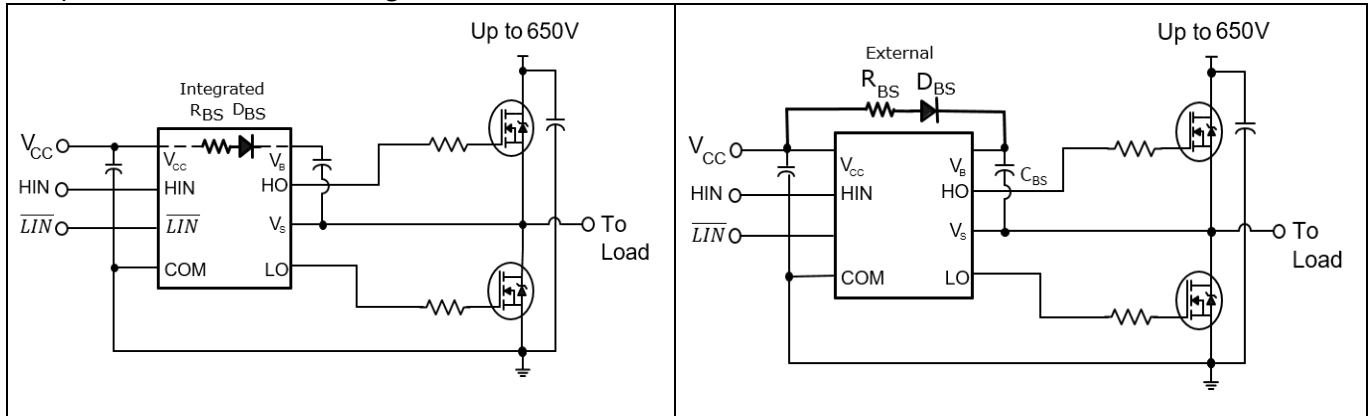 Up to 650V
Integrated
RBS DBS
VCC
VCC
VB
HIN
HIN
HO
LIN
LIN
VS
To
Load
COM
LO
Up to 650V
External
RBS DBS
VCC
VCC
VB
CBS
HIN
HIN
HO
LIN
VS
To
Load
COM
LO